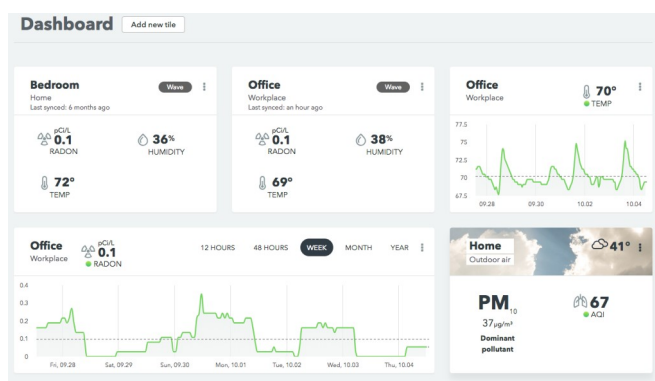 Dashboard
Add new tile
Bedroom
Wave
Home
Last synced: 6 months ago
pCi/L
0.1
RADON
36%
HUMIDITY
72°
TEMP
Office
Wave
Workplace
Last synced: an hour ago
pCi/L
0.1
RADON
38%
HUMIDITY
69°
TEMP
Office
Workplace
70°
TEMP
77.5
75
72.5
70
67.5
09.28
09.30
10.02
10.04
Office
Workplace
pCi/L
0.1
RADON
12 HOURS
48 HOURS
WEEK
MONTH
YEAR
0.4
0.3
0.2
0.1
0
Fri, 09.28
Sat, 09.29
Sun, 09.30
Mon, 10.01
Tue, 10.02
Wed, 10.03
Thu, 10.04
Home
Outdoor air
41°
PM10
37μg/m³
Dominant
pollutant
67
AQI